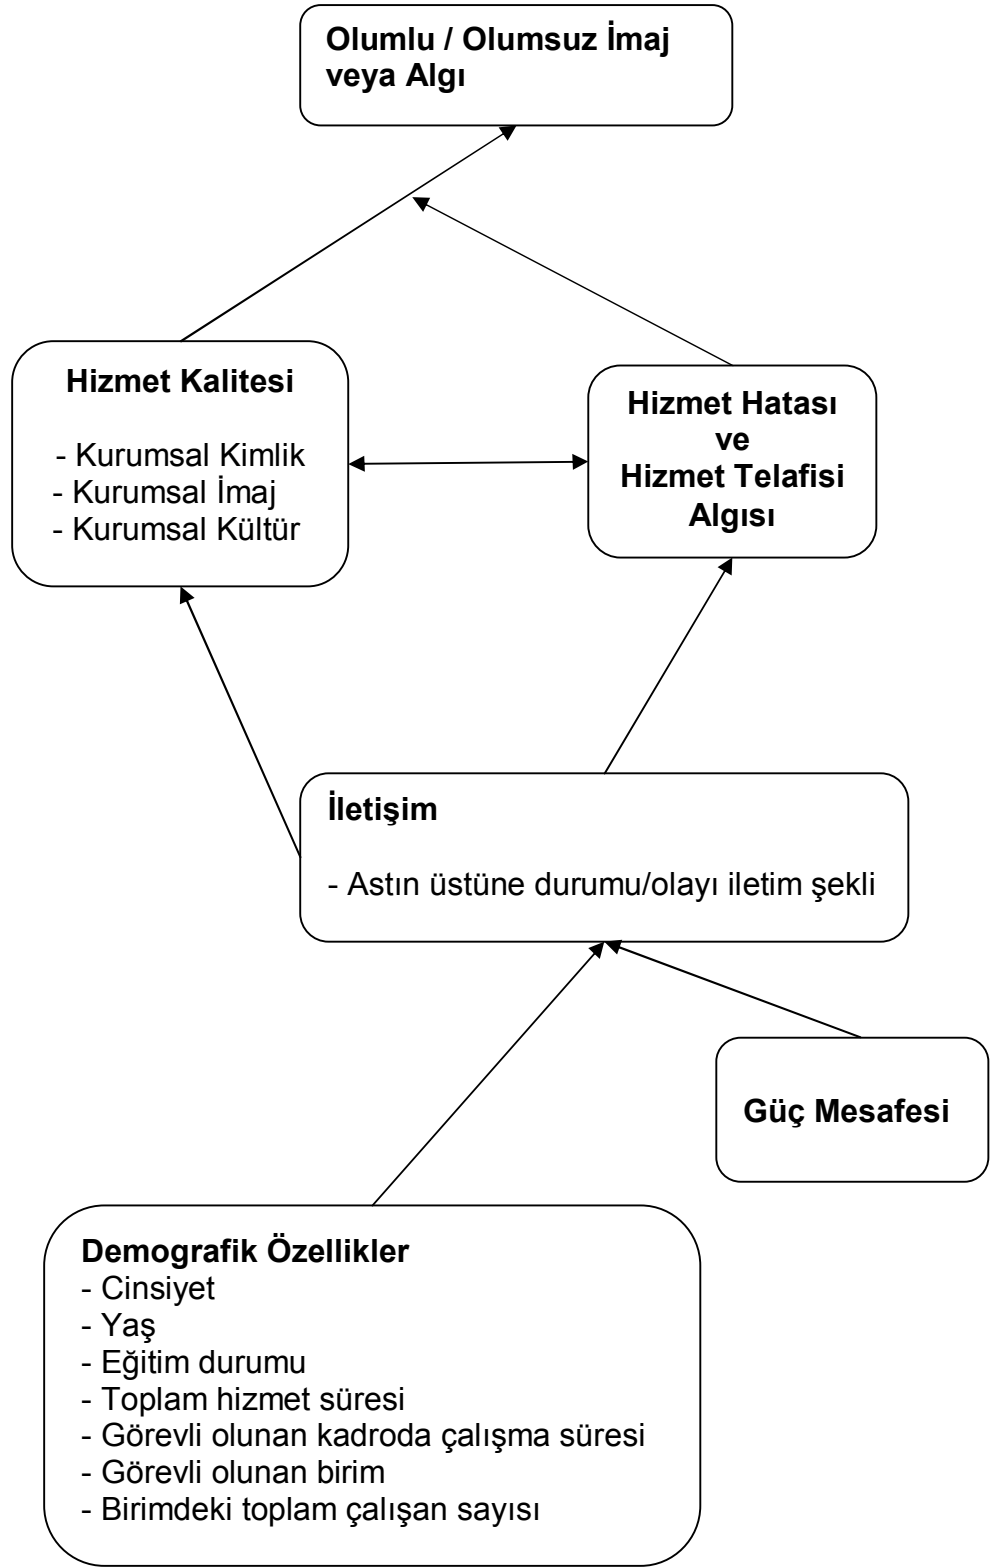 Olumlu / Olumsuz İmaj
veya Algı
Hizmet Kalitesi
- Kurumsal Kimlik
- Kurumsal İmaj
- Kurumsal Kültür
Hizmet Hatası
ve
Hizmet Telafisi
Algısı
İletişim
- Astın üstüne durumu/olayı iletim şekli
Güç Mesafesi
Demografik Özellikler
- Cinsiyet
- Yaş
- Eğitim durumu
- Toplam hizmet süresi
- Görevli olunan kadroda çalışma süresi
- Görevli olunan birim
- Birimdeki toplam çalışan sayısı